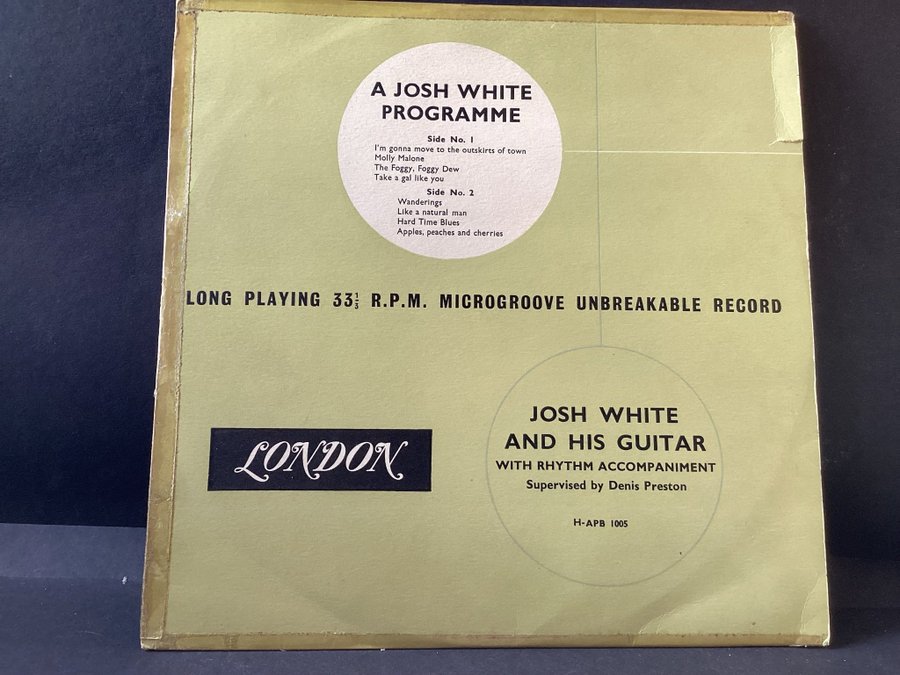 A JOSH WHITE
PROGRAMME
Side No. 1
I'm gonna move to the outskirts of town
Molly Malone
The Foggy, Foggy Dew
Take a gal like you
Side No. 2
Wanderings
Like a natural man
Hard Time Blues
Apples, peaches and cherries
LONG PLAYING 33⅓ R.P.M. MICROGROOVE UNBREAKABLE RECORD
LONDON
JOSH WHITE
AND HIS GUITAR
WITH RHYTHM ACCOMPANIMENT
Supervised by Denis Preston
H-APB 1005